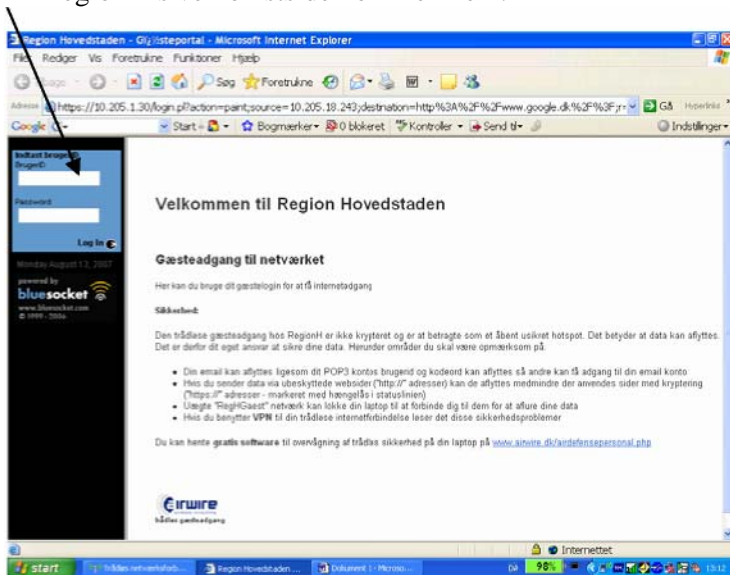 Region Hovedstaden - Gï¿½steportal - Microsoft Internet Explorer
Filer Rediger Vis Foretrukne Funktioner Hjælp
Søg Foretrukne
Adresse https://10.205.1.30/login.pl?action=paint;source=10.205.18.243;destination=http%3A%2F%2Fwww.google.dk%2F%3F Gå Hyperlinks
Google Start Bogmærker 0 blokeret Kontroller Send til Indstillinger
Indtast brugerID
BrugerID
Password
Log In
Monday August 13, 2007
powered by
bluesocket
www.bluesocket.com
© 1999 - 2006
Velkommen til Region Hovedstaden
Gæsteadgang til netværket
Her kan du bruge dit gæstelogin for at få internetadgang
Sikkerhed:
Den trådløse gæsteadgang hos RegionH er ikke krypteret og er at betragte som et åbent usikret hotspot. Det betyder at data kan aflyttes.
Det er derfor dit eget ansvar at sikre dine data. Herunder områder du skal være opmærksom på.
• Din email kan aflyttes ligesom dit POP3 kontos brugerid og kodeord kan aflyttes så andre kan få adgang til din email konto
• Hvis du sender data via ubeskyttede websider ("http://" adresser) kan de aflyttes medmindre der anvendes sider med kryptering
("https://" adresser - markeret med hængelås i statuslinien)
• Uægte "RegHGaest" netværk kan lokke din laptop til at forbinde dig til dem for at aflure dine data
• Hvis du benytter VPN til din trådløse internetforbindelse løser det disse sikkerhedsproblemer
Du kan hente gratis software til overvågning af trådløs sikkerhed på din laptop på www.airwire.dk/airdefensepersonal.php
airwire
trådløs gæsteadgang
Internettet
start Trådløs netværksforb... Region Hovedstaden ... Dokument 1 - Micros... DA 98% 13:12